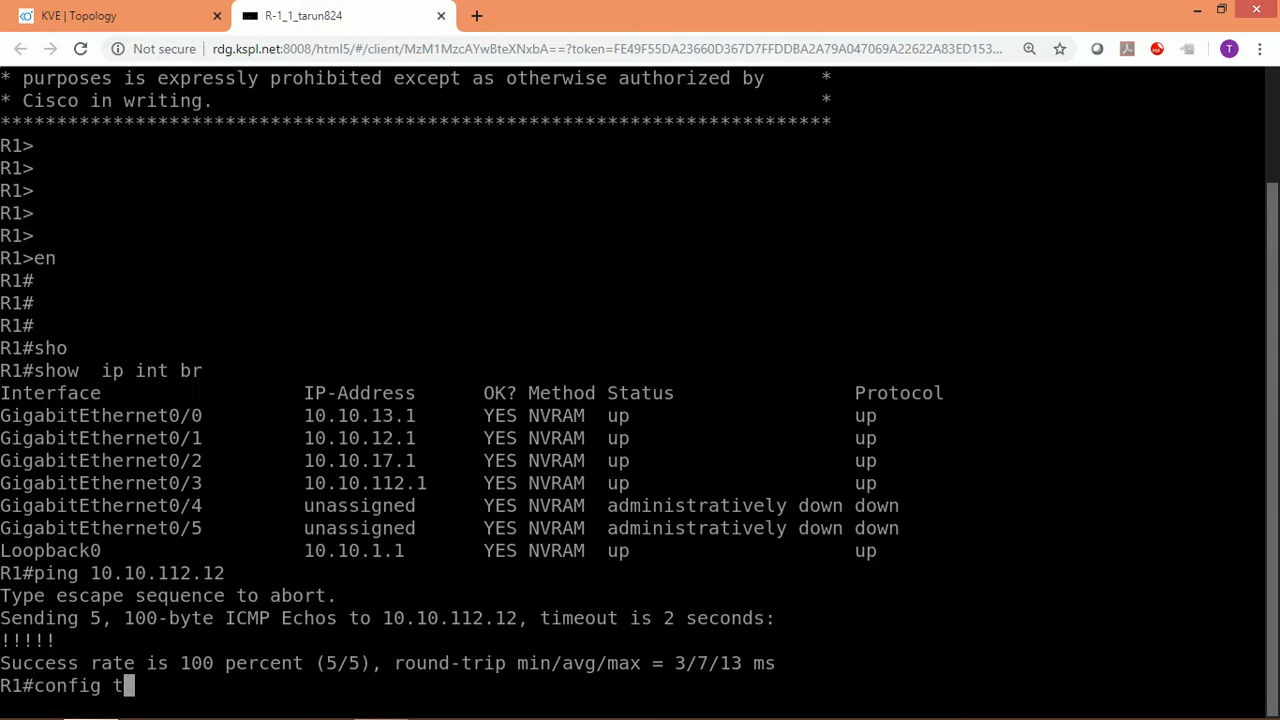 KVE | Topology
R-1_1_tarun824
Not secure
rdg.kspl.net:8008/html5/#/client/MzM1MzcAYwBteXNxbA==?token=FE49F55DA23660D367D7FFDDBA2A79A047069A22622A83ED153...
T
* purposes is expressly prohibited except as otherwise authorized by *
* Cisco in writing. *
**************************************************************************
R1>
R1>
R1>
R1>
R1>
R1>en
R1#
R1#
R1#
R1#sho
R1#show  ip int br
Interface IP-Address OK? Method Status Protocol
GigabitEthernet0/0 10.10.13.1 YES NVRAM up up
GigabitEthernet0/1 10.10.12.1 YES NVRAM up up
GigabitEthernet0/2 10.10.17.1 YES NVRAM up up
GigabitEthernet0/3 10.10.112.1 YES NVRAM up up
GigabitEthernet0/4 unassigned YES NVRAM administratively down down
GigabitEthernet0/5 unassigned YES NVRAM administratively down down
Loopback0 10.10.1.1 YES NVRAM up up
R1#ping 10.10.112.12
Type escape sequence to abort.
Sending 5, 100-byte ICMP Echos to 10.10.112.12, timeout is 2 seconds:
!!!!!
Success rate is 100 percent (5/5), round-trip min/avg/max = 3/7/13 ms
R1#config t